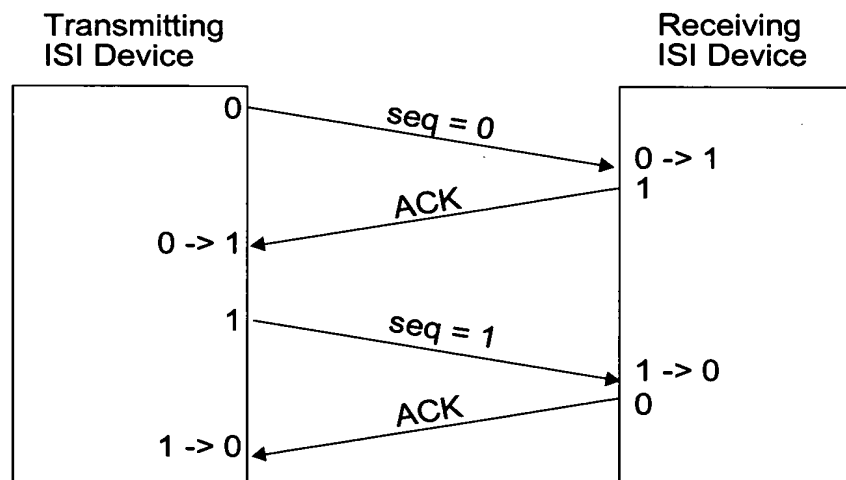 Transmitting
ISI Device
Receiving
ISI Device
0
seq = 0
0 -> 1
1
ACK
0 -> 1
1
seq = 1
1 -> 0
0
ACK
1 -> 0